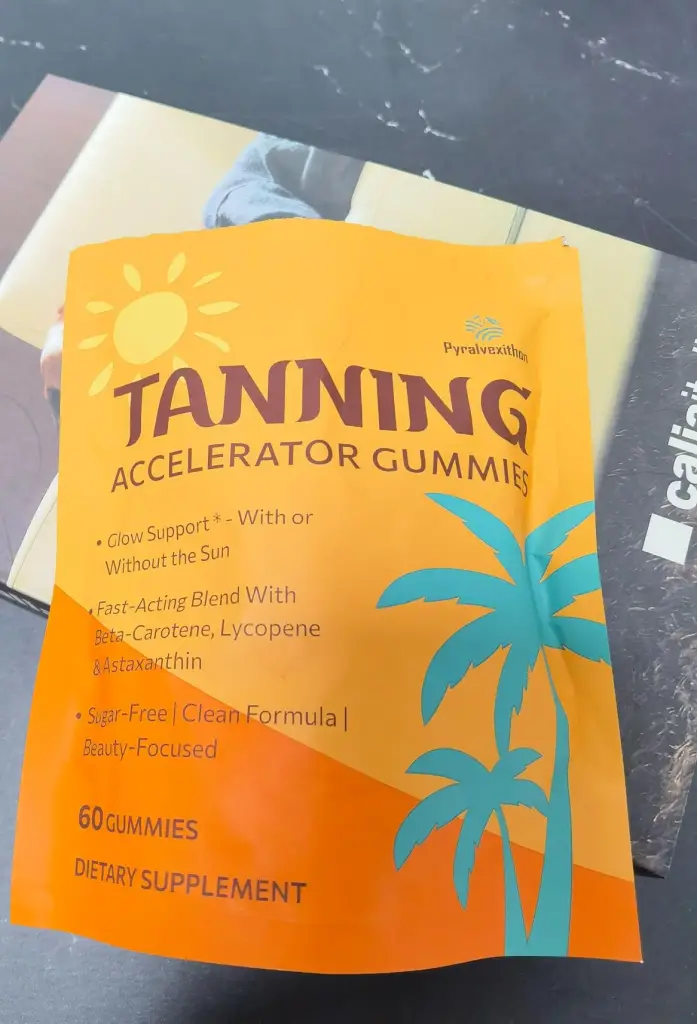 Pyralvexithon
TANNING
ACCELERATOR GUMMIES
• Glow Support* - With or
Without the Sun
• Fast-Acting Blend With
Beta-Carotene, Lycopene
& Astaxanthin
• Sugar-Free | Clean Formula |
Beauty-Focused
60 GUMMIES
DIETARY SUPPLEMENT